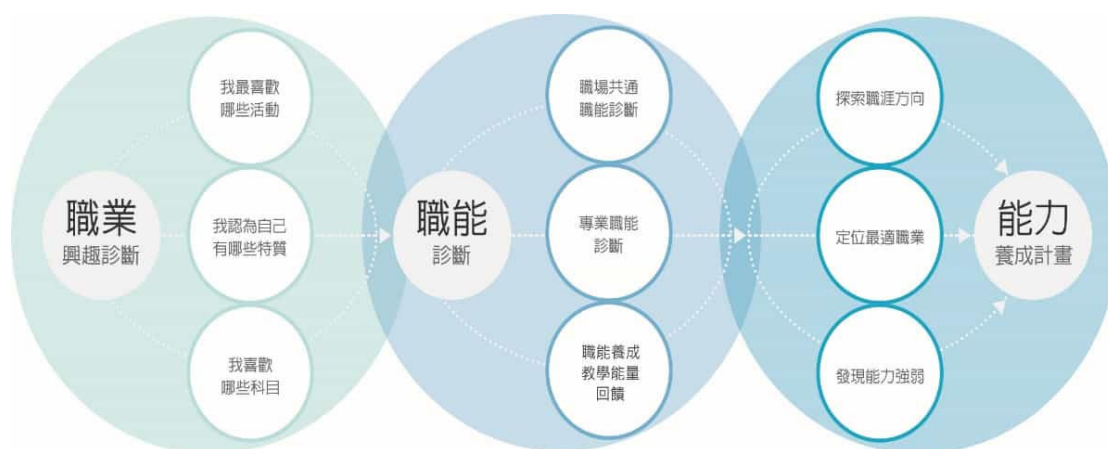 職業
興趣診斷
我最喜歡
哪些活動
我認為自己
有哪些特質
我喜歡
哪些科目
職能
診斷
職場共通
職能診斷
專業職能
診斷
職能養成
教學能量
回饋
探索職涯方向
定位最適職業
發現能力強弱
能力
養成計畫